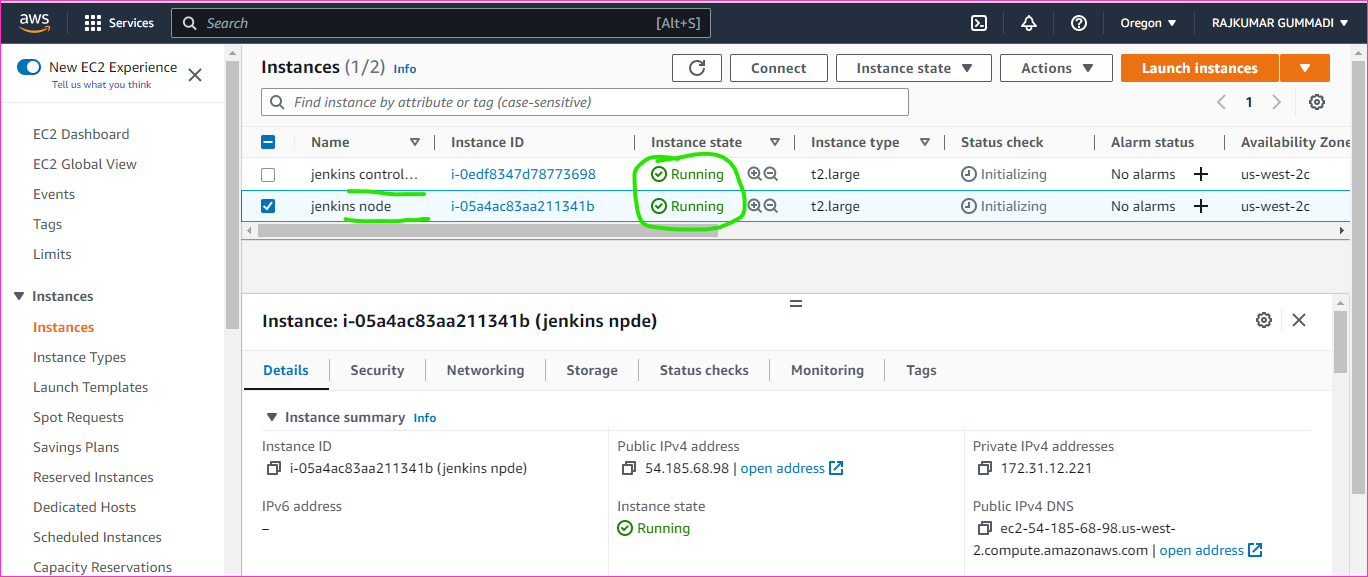 aws Services Search [Alt+S] Oregon RAJKUMAR GUMMADI
New EC2 Experience
Tell us what you think
EC2 Dashboard
EC2 Global View
Events
Tags
Limits
Instances
Instances
Instance Types
Launch Templates
Spot Requests
Savings Plans
Reserved Instances
Dedicated Hosts
Scheduled Instances
Capacity Reservations
Instances (1/2) Info Connect Instance state Actions Launch instances
Find instance by attribute or tag (case-sensitive) 1
Name Instance ID Instance state Instance type Status check Alarm status Availability Zone
jenkins control... i-0edf8347d78773698 Running t2.large Initializing No alarms + us-west-2c
jenkins node i-05a4ac83aa211341b Running t2.large Initializing No alarms + us-west-2c
Instance: i-05a4ac83aa211341b (jenkins npde)
Details Security Networking Storage Status checks Monitoring Tags
Instance summary Info
Instance ID Public IPv4 address Private IPv4 addresses
i-05a4ac83aa211341b (jenkins npde) 54.185.68.98 | open address 172.31.12.221
IPv6 address Instance state Public IPv4 DNS
– Running ec2-54-185-68-98.us-west-
2.compute.amazonaws.com | open address